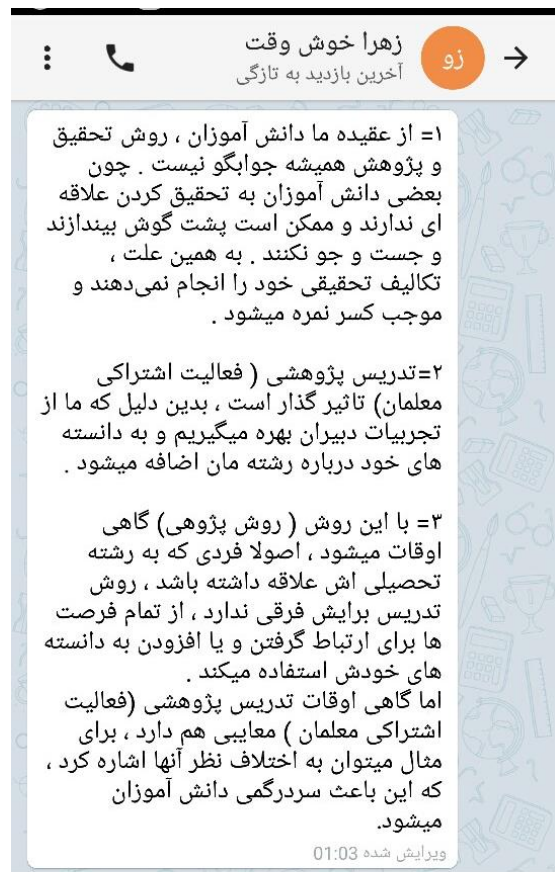 زهرا خوش وقت
آخرین بازدید به تازگی
زو
۱= از عقیده ما دانش آموزان ، روش تحقیق
و پژوهش همیشه جوابگو نیست . چون
بعضی دانش آموزان به تحقیق کردن علاقه
ای ندارند و ممکن است پشت گوش بیندازند
و جست و جو نکنند . به همین علت ،
تکالیف تحقیقی خود را انجام نمی‌دهند و
موجب کسر نمره میشود .
۲=تدریس پژوهشی ( فعالیت اشتراکی
معلمان) تاثیر گذار است ، بدین دلیل که ما از
تجربیات دبیران بهره میگیریم و به دانسته
های خود درباره رشته مان اضافه میشود .
۳= با این روش ( روش پژوهی) گاهی
اوقات میشود ، اصولا فردی که به رشته
تحصیلی اش علاقه داشته باشد ، روش
تدریس برایش فرقی ندارد ، از تمام فرصت
ها برای ارتباط گرفتن و یا افزودن به دانسته
های خودش استفاده میکند .
اما گاهی اوقات تدریس پژوهشی (فعالیت
اشتراکی معلمان ) معایبی هم دارد ، برای
مثال میتوان به اختلاف نظر آنها اشاره کرد ،
که این باعث سردرگمی دانش آموزان
میشود.
ویرایش شده 01:03